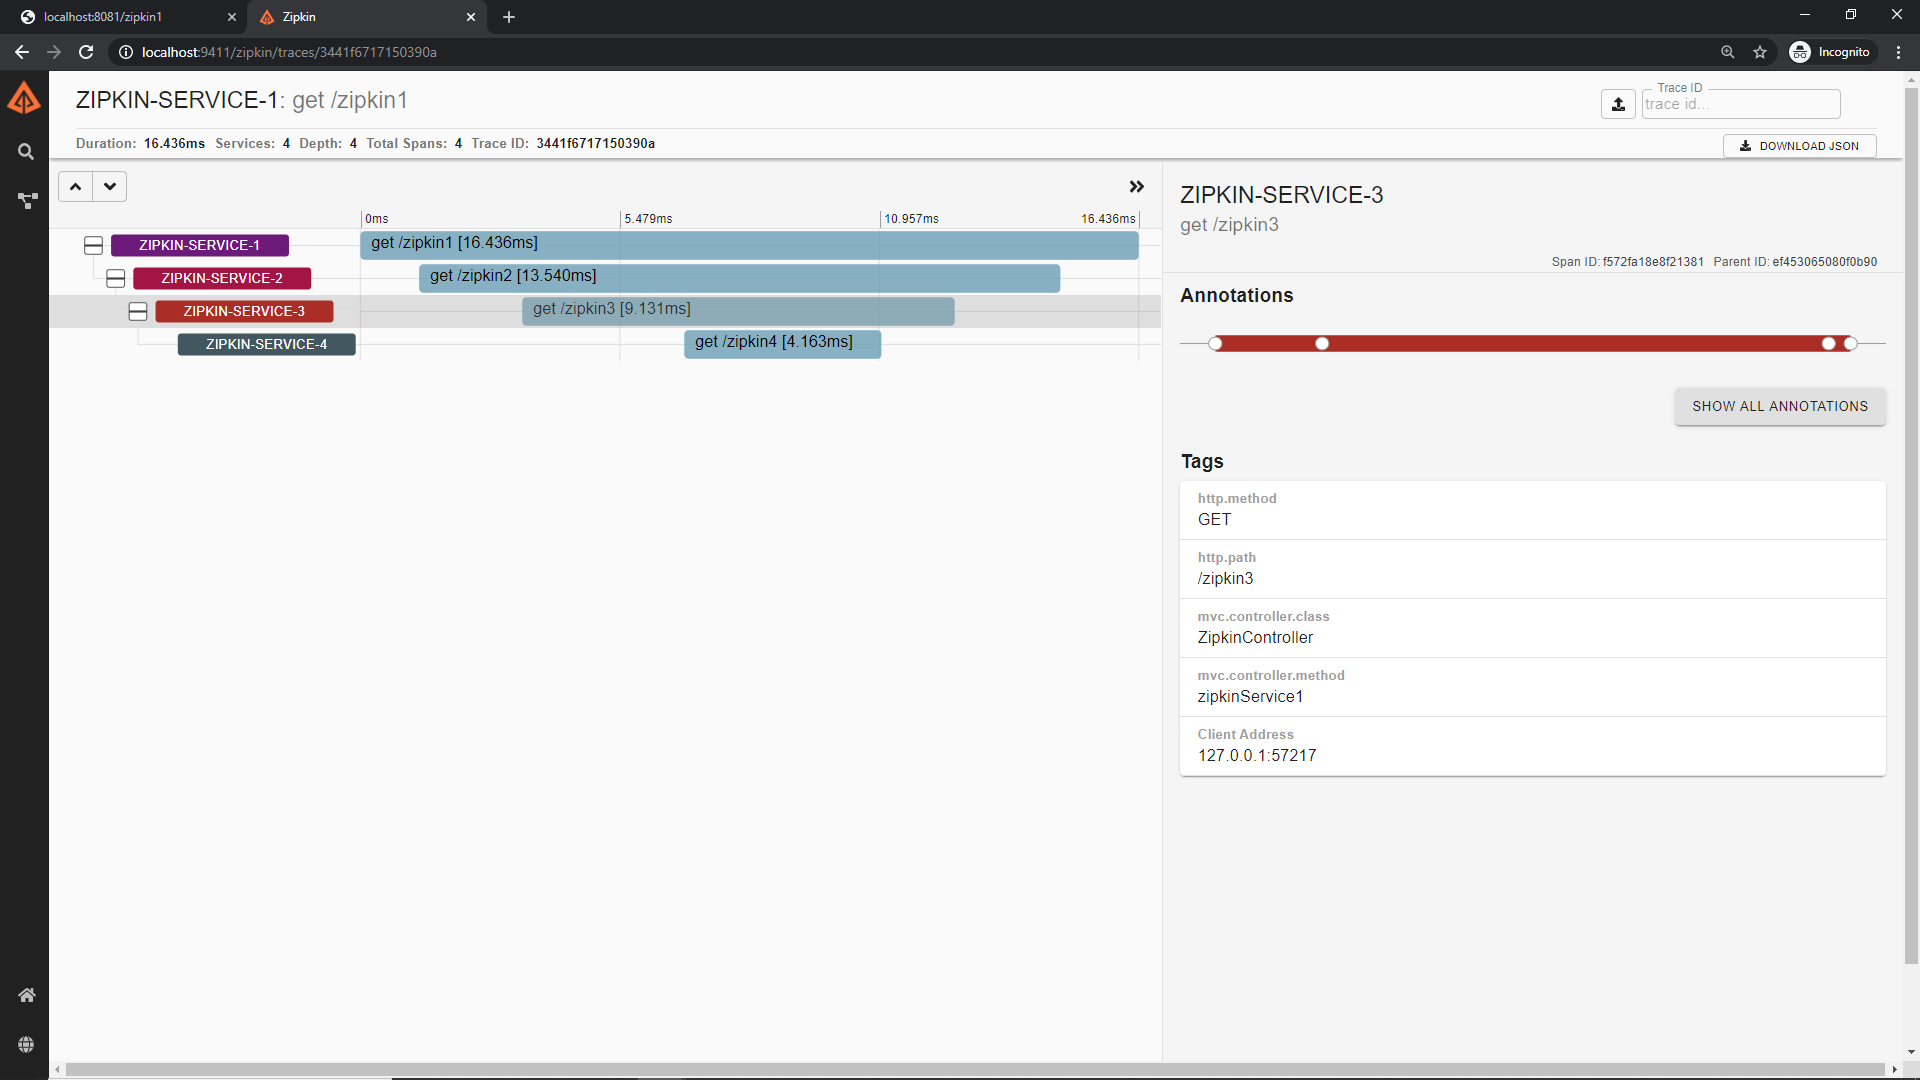 localhost:8081/zipkin1
Zipkin
localhost:9411/zipkin/traces/3441f6717150390a
Incognito
ZIPKIN-SERVICE-1: get /zipkin1
Trace ID
trace id...
Duration: 16.436ms Services: 4 Depth: 4 Total Spans: 4 Trace ID: 3441f6717150390a
DOWNLOAD JSON
0ms 5.479ms 10.957ms 16.436ms
ZIPKIN-SERVICE-1 get /zipkin1 [16.436ms]
ZIPKIN-SERVICE-2 get /zipkin2 [13.540ms]
ZIPKIN-SERVICE-3 get /zipkin3 [9.131ms]
ZIPKIN-SERVICE-4 get /zipkin4 [4.163ms]
ZIPKIN-SERVICE-3
get /zipkin3
Span ID: f572fa18e8f21381 Parent ID: ef453065080f0b90
Annotations
SHOW ALL ANNOTATIONS
Tags
http.method
GET
http.path
/zipkin3
mvc.controller.class
ZipkinController
mvc.controller.method
zipkinService1
Client Address
127.0.0.1:57217